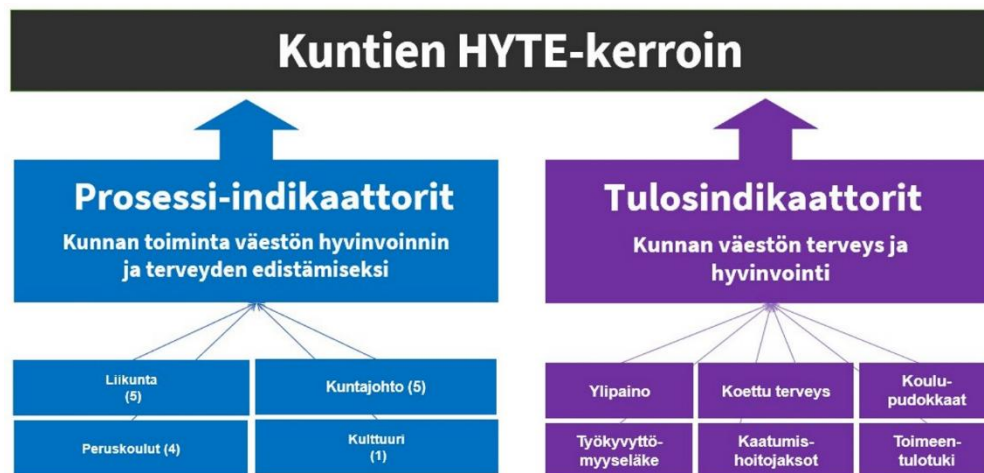 Kuntien HYTE-kerroin
Prosessi-indikaattorit
Kunnan toiminta väestön hyvinvoinnin
ja terveyden edistämiseksi
Tulosindikaattorit
Kunnan väestön terveys ja
hyvinvointi
Liikunta
(5)
Kuntajohto (5)
Peruskoulut (4)
Kulttuuri
(1)
Ylipaino
Koettu terveys
Koulu-
pudokkaat
Työkyvyttö-
myyseläke
Kaatumis-
hoitojaksot
Toimeen-
tulotuki